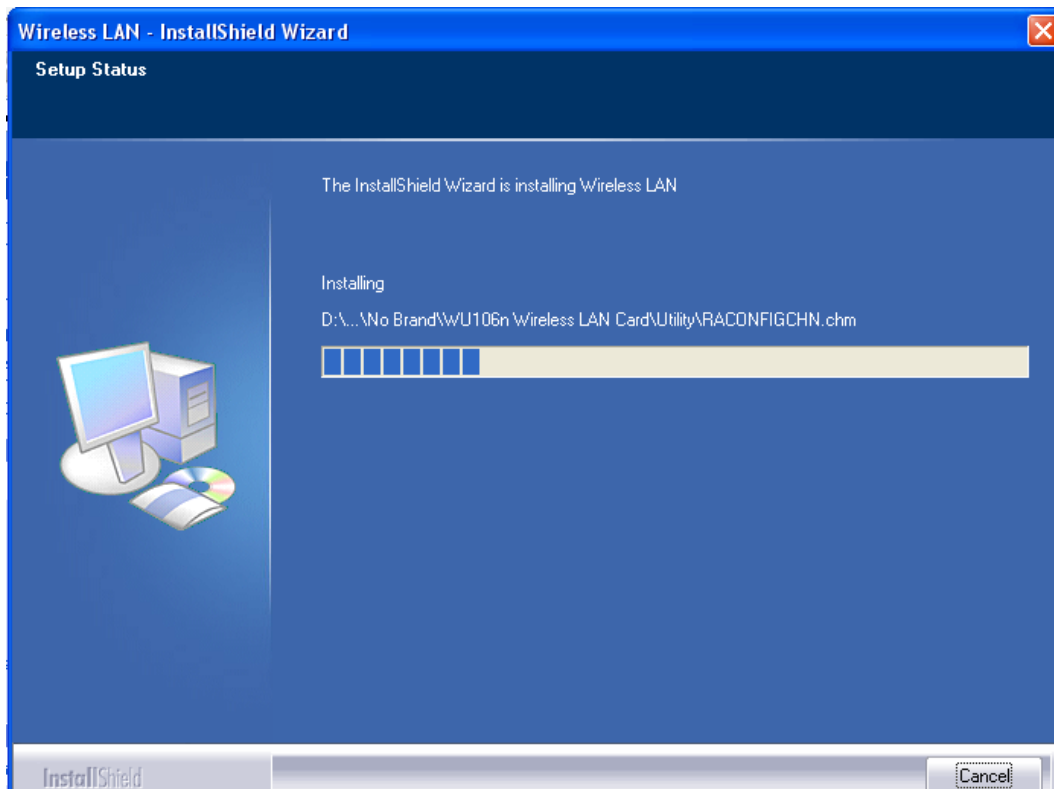 Wireless LAN - InstallShield Wizard
Setup Status
The InstallShield Wizard is installing Wireless LAN
Installing
D:\...\No Brand\WU106n Wireless LAN Card\Utility\RACONFIGCHN.chm
InstallShield
Cancel